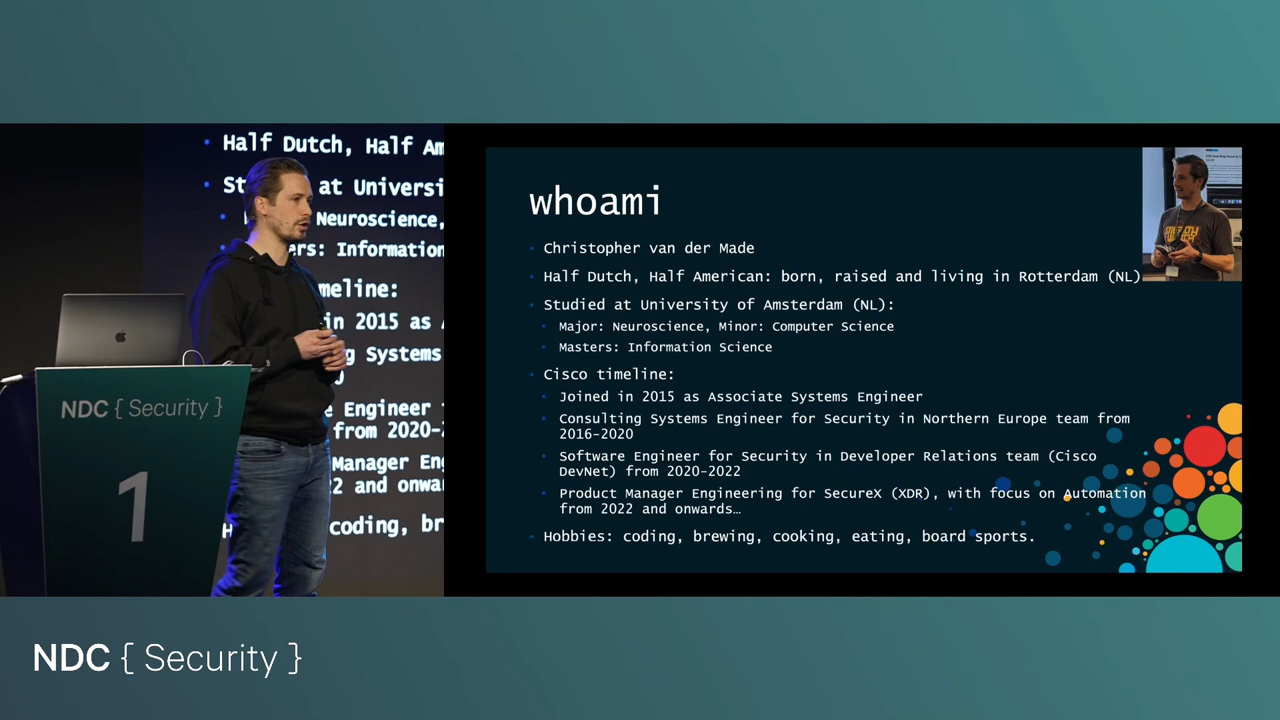 Half Dutch, Half Am
St at Universi
Neuroscience,
ers: Information
meline:
in 2015 as
g Systems
0
e Engineer
from 2020-2
Manager Eng
2 and onwar
H coding, br
NDC { Security }
1
whoami
Christopher van der Made
Half Dutch, Half American: born, raised and living in Rotterdam (NL)
Studied at University of Amsterdam (NL):
Major: Neuroscience, Minor: Computer Science
Masters: Information Science
Cisco timeline:
Joined in 2015 as Associate Systems Engineer
Consulting Systems Engineer for Security in Northern Europe team from
2016-2020
Software Engineer for Security in Developer Relations team (Cisco
DevNet) from 2020-2022
Product Manager Engineering for SecureX (XDR), with focus on Automation
from 2022 and onwards…
Hobbies: coding, brewing, cooking, eating, board sports.
NDC { Security }